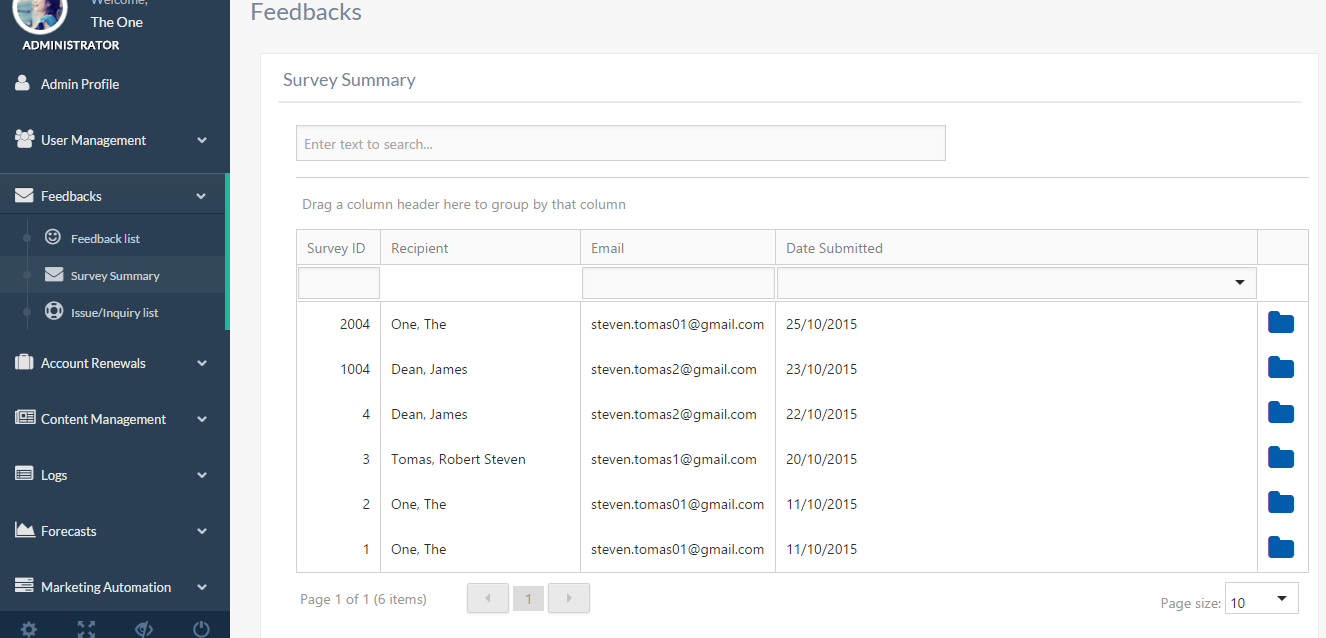 Welcome,
The One
ADMINISTRATOR
Admin Profile
User Management
Feedbacks
Feedback list
Survey Summary
Issue/Inquiry list
Account Renewals
Content Management
Logs
Forecasts
Marketing Automation
Feedbacks
Survey Summary
Enter text to search...
Drag a column header here to group by that column
Survey ID Recipient Email Date Submitted
2004 One, The steven.tomas01@gmail.com 25/10/2015
1004 Dean, James steven.tomas2@gmail.com 23/10/2015
4 Dean, James steven.tomas2@gmail.com 22/10/2015
3 Tomas, Robert Steven steven.tomas1@gmail.com 20/10/2015
2 One, The steven.tomas01@gmail.com 11/10/2015
1 One, The steven.tomas01@gmail.com 11/10/2015
Page 1 of 1 (6 items) 1 Page size: 10